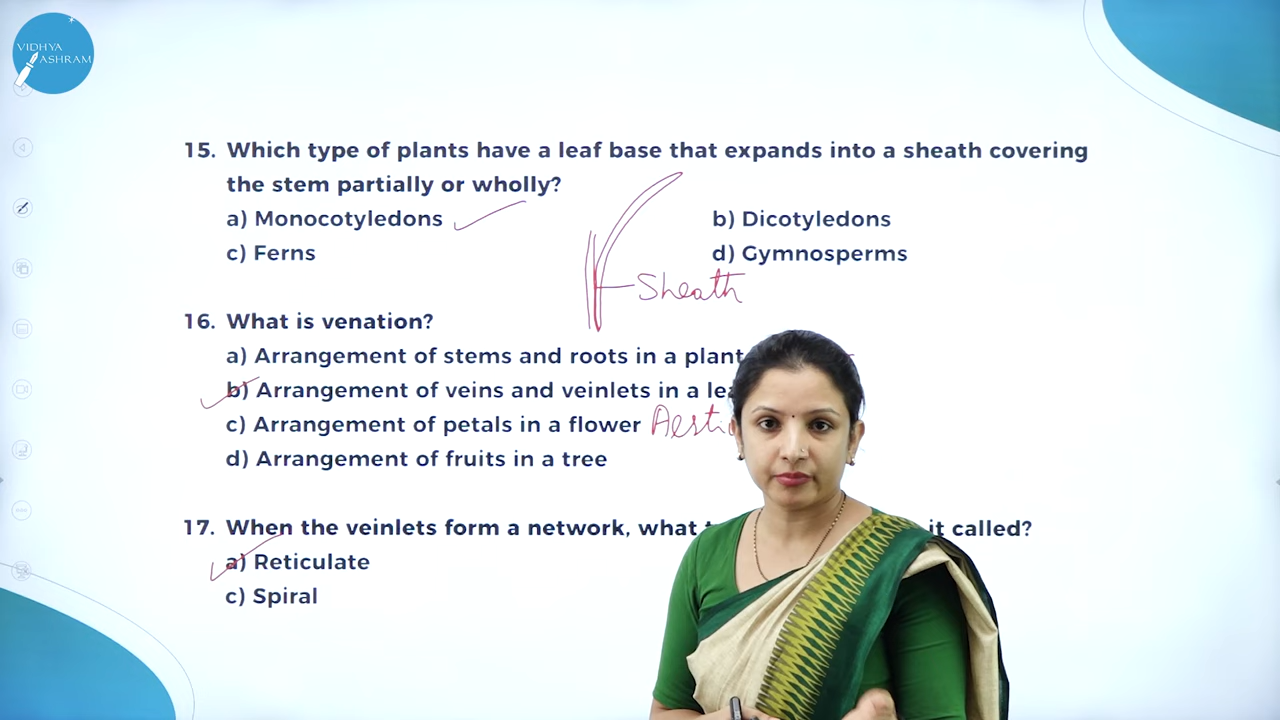 VIDHYA
ASHRAM
15. Which type of plants have a leaf base that expands into a sheath covering
the stem partially or wholly?
a) Monocotyledons
b) Dicotyledons
c) Ferns
d) Gymnosperms
Sheath
16. What is venation?
a) Arrangement of stems and roots in a plant
b) Arrangement of veins and veinlets in a
c) Arrangement of petals in a flower
d) Arrangement of fruits in a tree
17. When the veinlets form a network, what it called?
a) Reticulate
c) Spiral